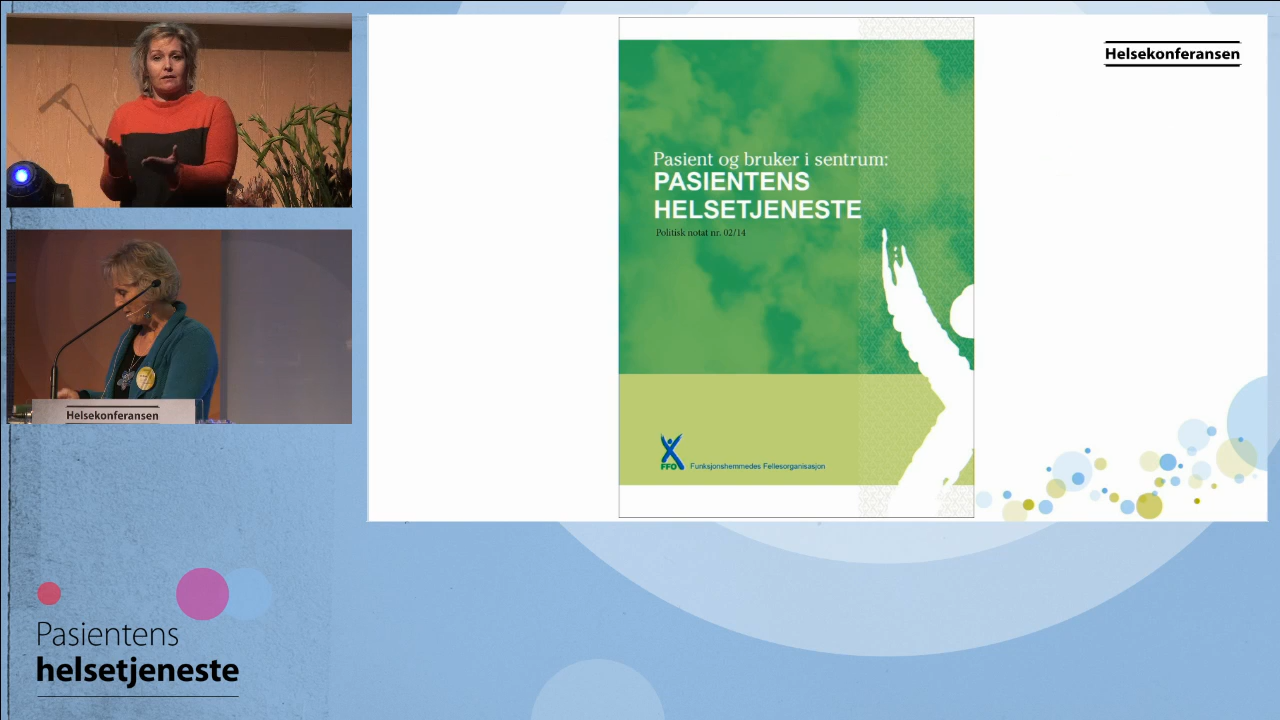 Helsekonferansen
Pasient og bruker i sentrum:
PASIENTENS
HELSETJENESTE
Politisk notat nr. 02/14
FFO
Funksjonshemmedes Fellesorganisasjon
Helsekonferansen
Pasientens
helsetjeneste